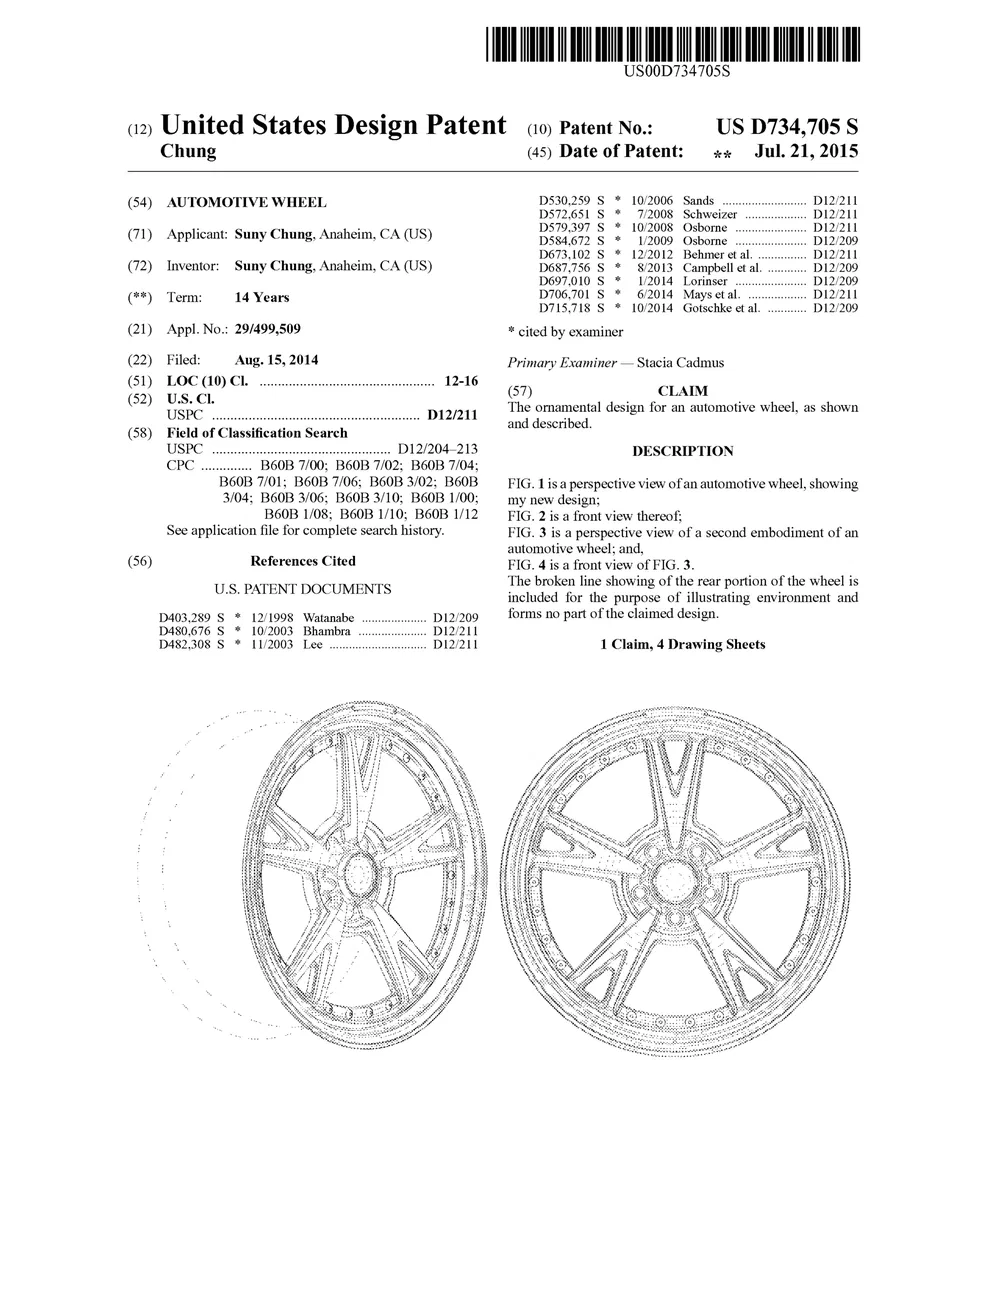 US00D734705S
(12) United States Design Patent
Chung
(10) Patent No.: US D734,705 S
(45) Date of Patent: ** Jul. 21, 2015
(54) AUTOMOTIVE WHEEL
(71) Applicant: Suny Chung, Anaheim, CA (US)
(72) Inventor: Suny Chung, Anaheim, CA (US)
(**) Term: 14 Years
(21) Appl. No.: 29/499,509
(22) Filed: Aug. 15, 2014
(51) LOC (10) Cl. ................................................ 12-16
(52) U.S. Cl.
USPC ......................................................... D12/211
(58) Field of Classification Search
USPC ................................................. D12/204–213
CPC ............. B60B 7/00; B60B 7/02; B60B 7/04;
B60B 7/01; B60B 7/06; B60B 3/02; B60B
3/04; B60B 3/06; B60B 3/10; B60B 1/00;
B60B 1/08; B60B 1/10; B60B 1/12
See application file for complete search history.
(56) References Cited
U.S. PATENT DOCUMENTS
D403,289 S * 12/1998 Watanabe .................... D12/209
D480,676 S * 10/2003 Bhambra ..................... D12/211
D482,308 S * 11/2003 Lee .............................. D12/211
D530,259 S * 10/2006 Sands .......................... D12/211
D572,651 S * 7/2008 Schweizer ................... D12/211
D579,397 S * 10/2008 Osborne ...................... D12/211
D584,672 S * 1/2009 Osborne ...................... D12/209
D673,102 S * 12/2012 Behmer et al. ............... D12/211
D687,756 S * 8/2013 Campbell et al. ............ D12/209
D697,010 S * 1/2014 Lorinser ...................... D12/209
D706,701 S * 6/2014 Mays et al. .................. D12/211
D715,718 S * 10/2014 Gotschke et al. ............ D12/209
* cited by examiner
Primary Examiner — Stacia Cadmus
(57) CLAIM
The ornamental design for an automotive wheel, as shown
and described.
DESCRIPTION
FIG. 1 is a perspective view of an automotive wheel, showing
my new design;
FIG. 2 is a front view thereof;
FIG. 3 is a perspective view of a second embodiment of an
automotive wheel; and,
FIG. 4 is a front view of FIG. 3.
The broken line showing of the rear portion of the wheel is
included for the purpose of illustrating environment and
forms no part of the claimed design.
1 Claim, 4 Drawing Sheets